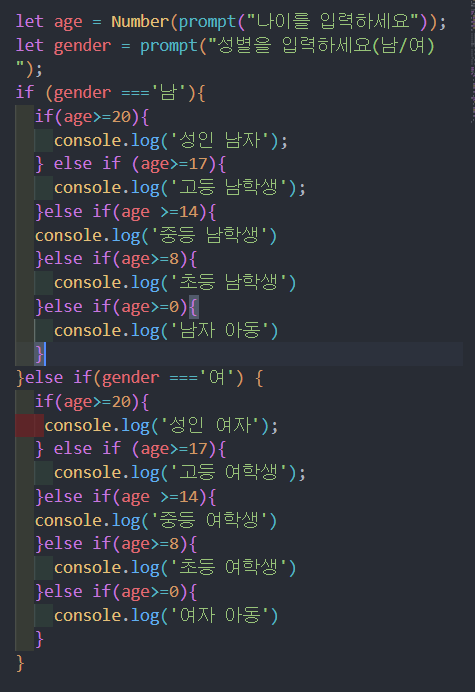 let age = Number(prompt("나이를 입력하세요"));
let gender = prompt("성별을 입력하세요(남/여)
");
if (gender ==='남'){
  if(age>=20){
    console.log('성인 남자');
  } else if (age>=17){
    console.log('고등 남학생');
  }else if(age >=14){
  console.log('중등 남학생')
  }else if(age>=8){
    console.log('초등 남학생')
  }else if(age>=0){
    console.log('남자 아동')
  }
}else if(gender ==='여') {
  if(age>=20){
   console.log('성인 여자');
  } else if (age>=17){
    console.log('고등 여학생');
  }else if(age >=14){
  console.log('중등 여학생')
  }else if(age>=8){
    console.log('초등 여학생')
  }else if(age>=0){
    console.log('여자 아동')
  }
}